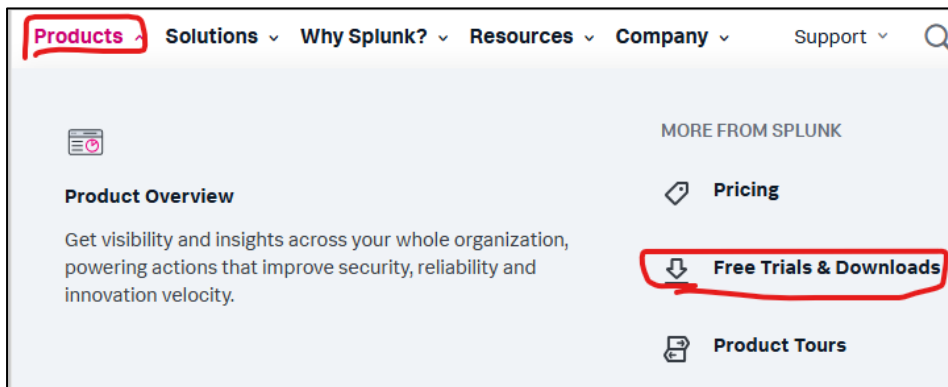 Products Solutions Why Splunk? Resources Company Support
Product Overview
Get visibility and insights across your whole organization,
powering actions that improve security, reliability and
innovation velocity.
MORE FROM SPLUNK
Pricing
Free Trials & Downloads
Product Tours